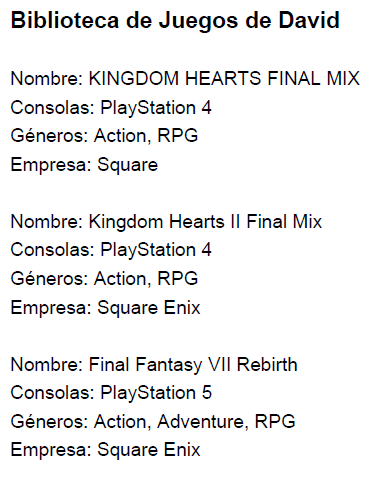 Biblioteca de Juegos de David
Nombre: KINGDOM HEARTS FINAL MIX
Consolas: PlayStation 4
Géneros: Action, RPG
Empresa: Square
Nombre: Kingdom Hearts II Final Mix
Consolas: PlayStation 4
Géneros: Action, RPG
Empresa: Square Enix
Nombre: Final Fantasy VII Rebirth
Consolas: PlayStation 5
Géneros: Action, Adventure, RPG
Empresa: Square Enix